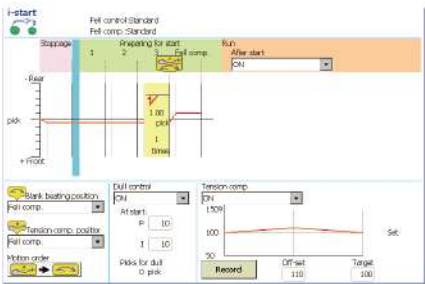 i-start
Fell control:Standard
Fell comp.:Standard
Stoppage
Preparing for start
Run
1 2 3 Fell comp.
After start
ON
- Rear
pick
+ Front
1.00
pick
1
times
Blank beating position
Fell comp.
Tension comp. position
Fell comp.
Motion order
Dull control
ON
At start
P 10
I 10
Picks for dull
0 pick
Tension comp.
ON
150%
100
50
Set
Record
Off-set
110
Target
100